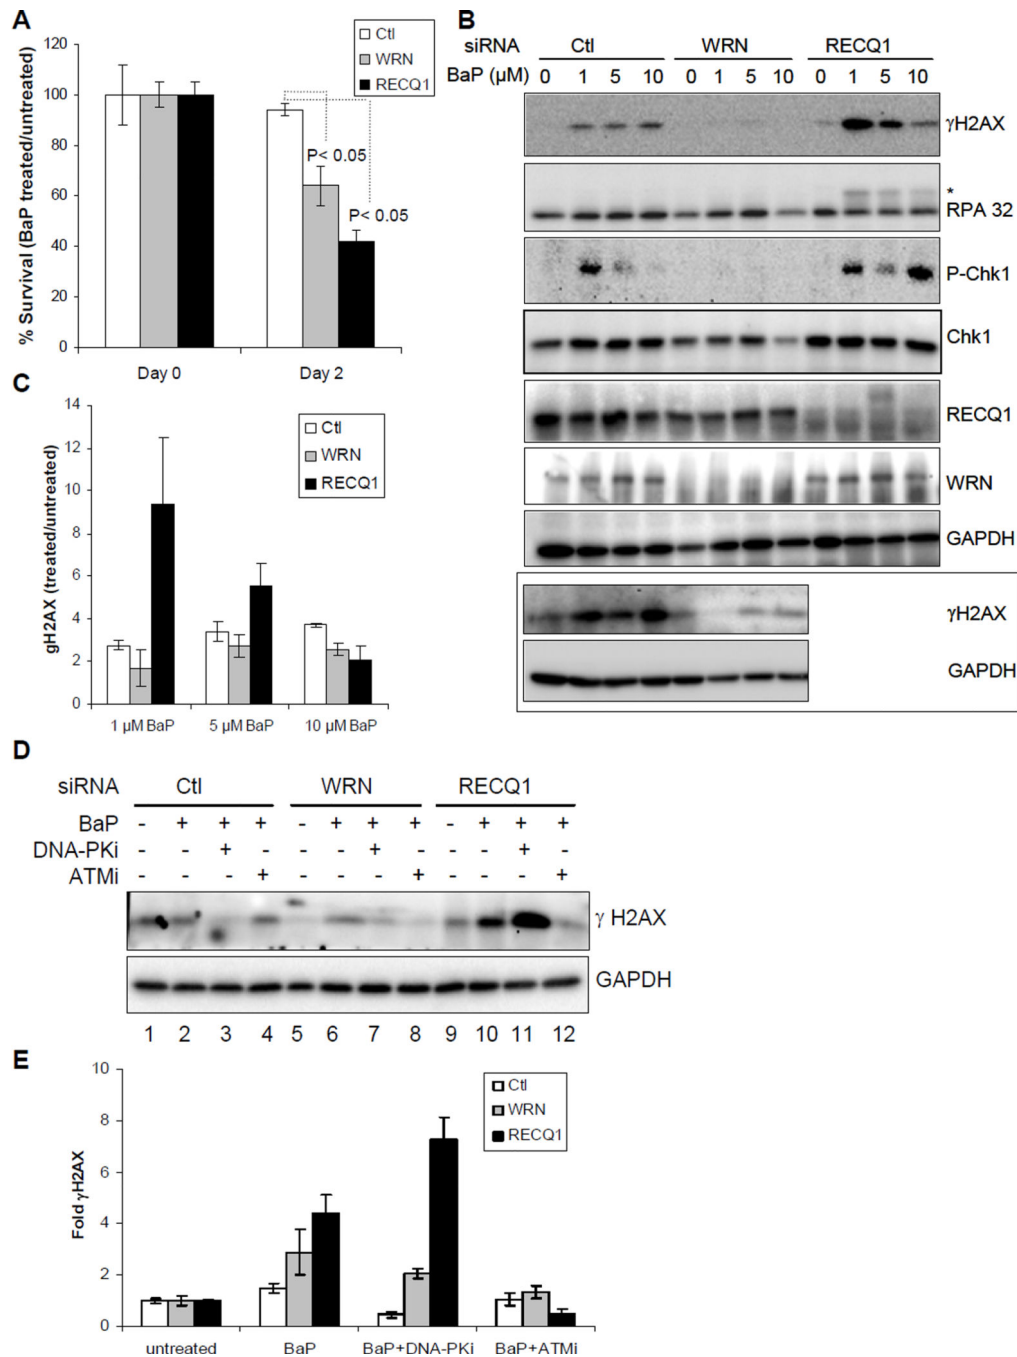 A
120
100
80
60
40
20
0
% Survival (BaP treated/untreated)
Ctl
WRN
RECQ1
P< 0.05
P< 0.05
Day 0 Day 2
B
siRNA Ctl WRN RECQ1
BaP (µM) 0 1 5 10 0 1 5 10 0 1 5 10
γH2AX
*
RPA 32
P-Chk1
Chk1
RECQ1
WRN
GAPDH
γH2AX
GAPDH
C
14
12
10
8
6
4
2
0
gH2AX (treated/untreated)
Ctl
WRN
RECQ1
1 µM BaP 5 µM BaP 10 µM BaP
D
siRNA Ctl WRN RECQ1
BaP - + + + - + + + - + + +
DNA-PKi - - + - - - + - - - + -
ATMi - - - + - - - + - - - +
γ H2AX
GAPDH
1 2 3 4 5 6 7 8 9 10 11 12
E
10
8
6
4
2
0
Fold γH2AX
Ctl
WRN
RECQ1
untreated BaP BaP+DNA-PKi BaP+ATMi